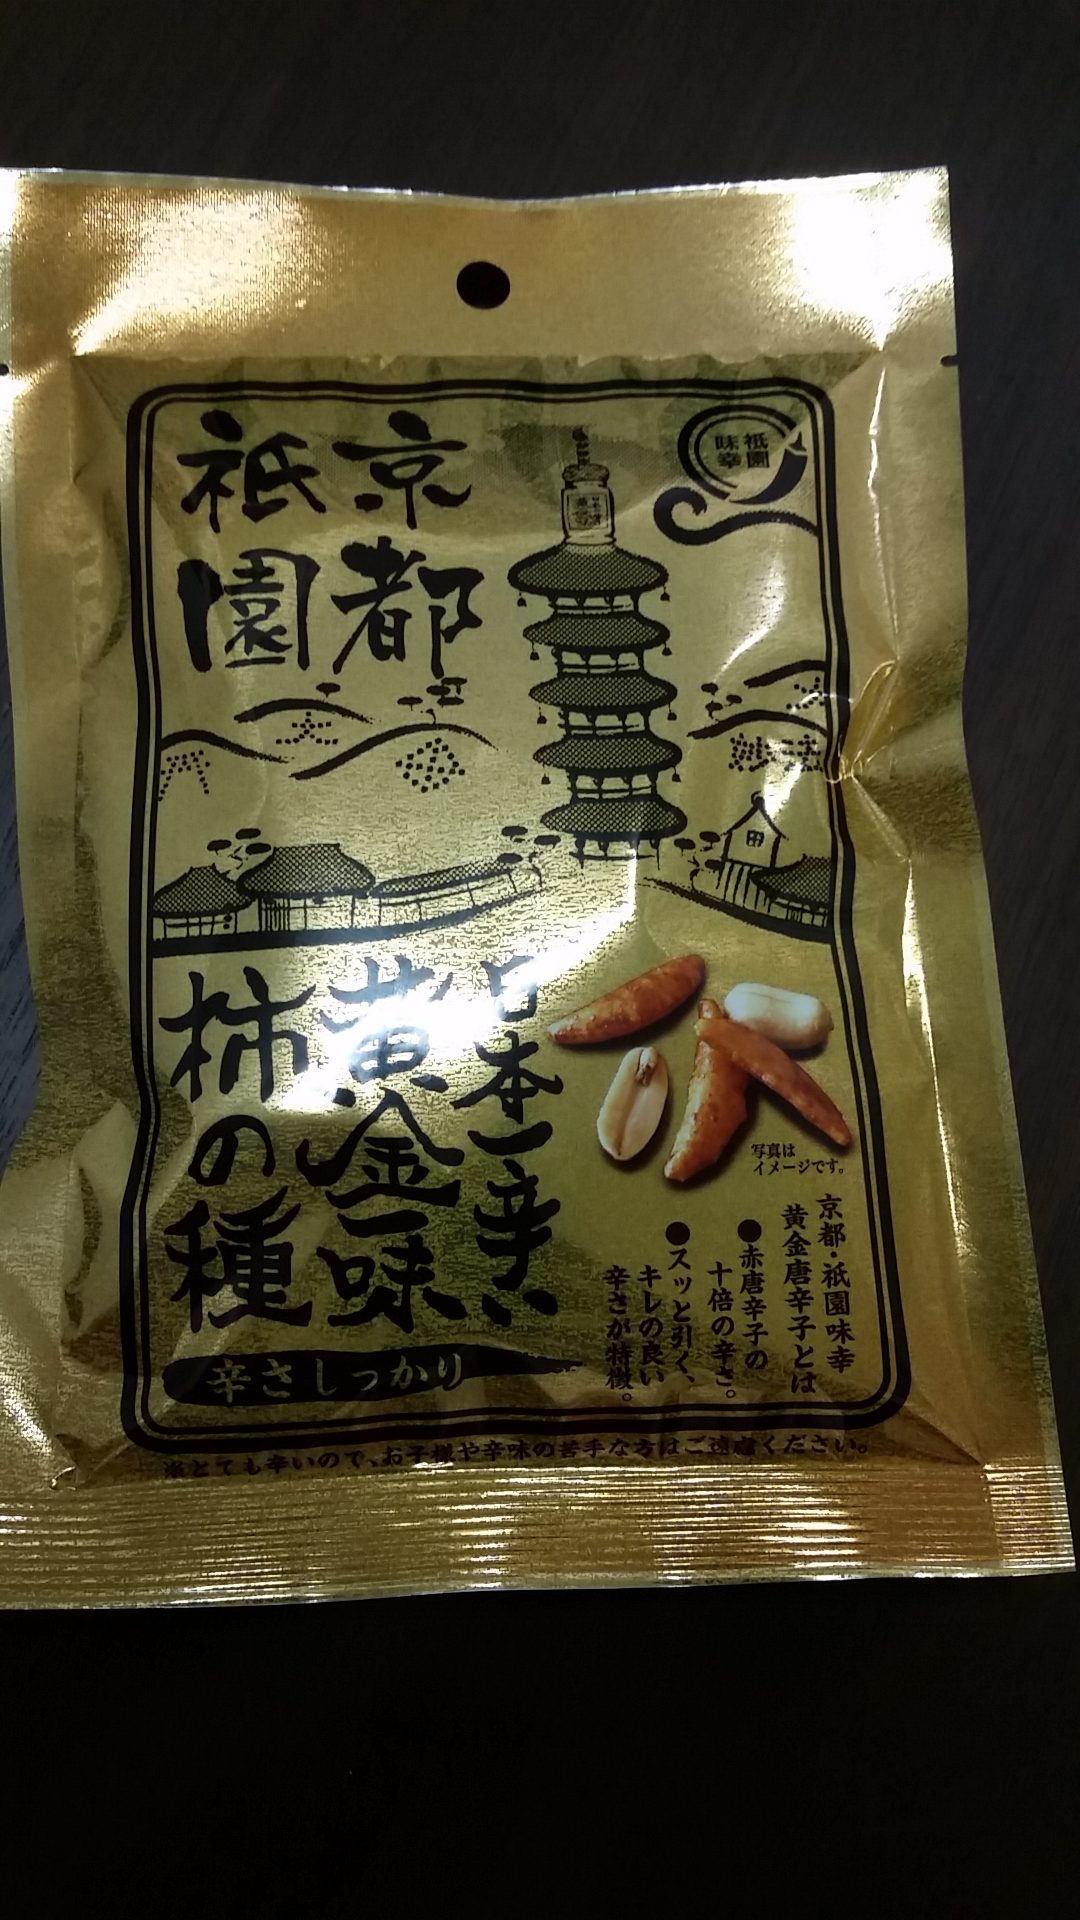 京都
祇園
祇園
味幸
大
妙法
日本一辛い
黄金一味
柿の種
辛さしっかり
写真は
イメージです。
京都・祇園味幸
黄金唐辛子とは
●赤唐辛子の
十倍の辛さ。
●スッと引く、
キレの良い
辛さが特徴。
※とても辛いので、お子様や辛味の苦手な方はご遠慮ください。